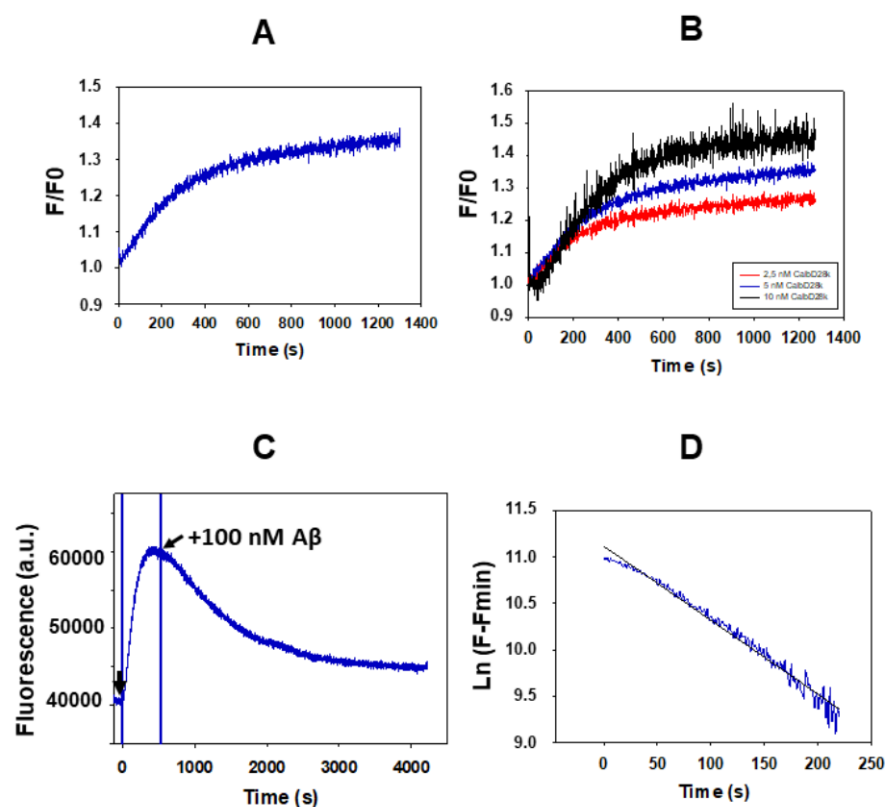 A
1.5
1.4
1.3
1.2
1.1
1.0
0.9
F/F0
0 200 400 600 800 1000 1200 1400
Time (s)
B
1.6
1.5
1.4
1.3
1.2
1.1
1.0
0.9
F/F0
2,5 nM CalbD28k
5 nM CalbD28k
10 nM CalbD28k
0 200 400 600 800 1000 1200 1400
Time (s)
C
+100 nM Aβ
60000
50000
40000
Fluorescence (a.u.)
0 1000 2000 3000 4000
Time (s)
D
11.5
11.0
10.5
10.0
9.5
9.0
Ln (F-Fmin)
0 50 100 150 200 250
Time (s)